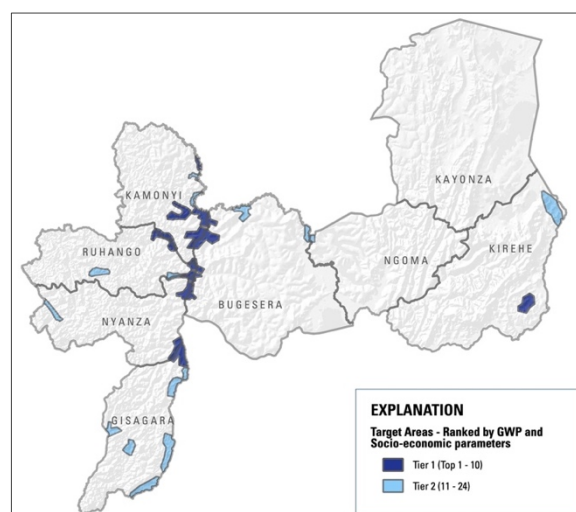 KAYONZA
KAMONYI
KIREHE
RUHANGO
NGOMA
BUGESERA
NYANZA
GISAGARA
EXPLANATION
Target Areas - Ranked by GWP and
Socio-economic parameters
Tier 1 (Top 1 - 10)
Tier 2 (11 - 24)